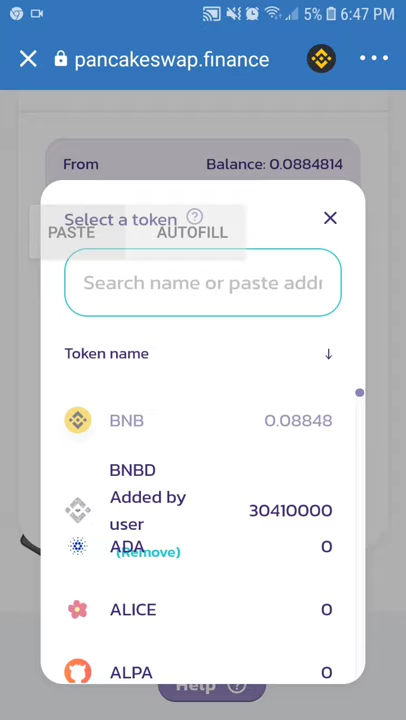 5% 6:47 PM
pancakeswap.finance
From Balance: 0.0884814
Select a token ?
PASTE AUTOFILL
Search name or paste addr
Token name ↓
BNB 0.08848
BNBD
Added by
user 30410000
(Remove)
ADA 0
ALICE 0
ALPA 0
Help ?